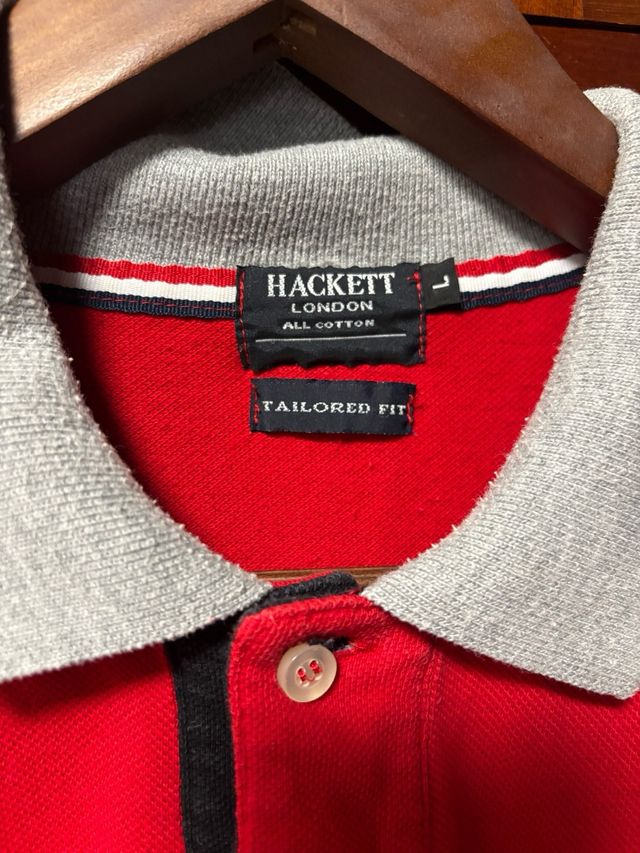 HACKETT
LONDON
ALL COTTON
L
TAILORED FIT